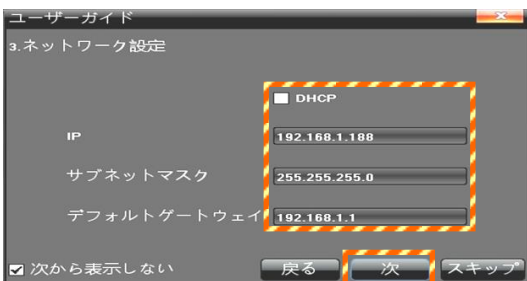 ユーザーガイド
3.ネットワーク設定
DHCP
IP 192.168.1.188
サブネットマスク 255.255.255.0
デフォルトゲートウェイ 192.168.1.1
次から表示しない 戻る 次 スキップ